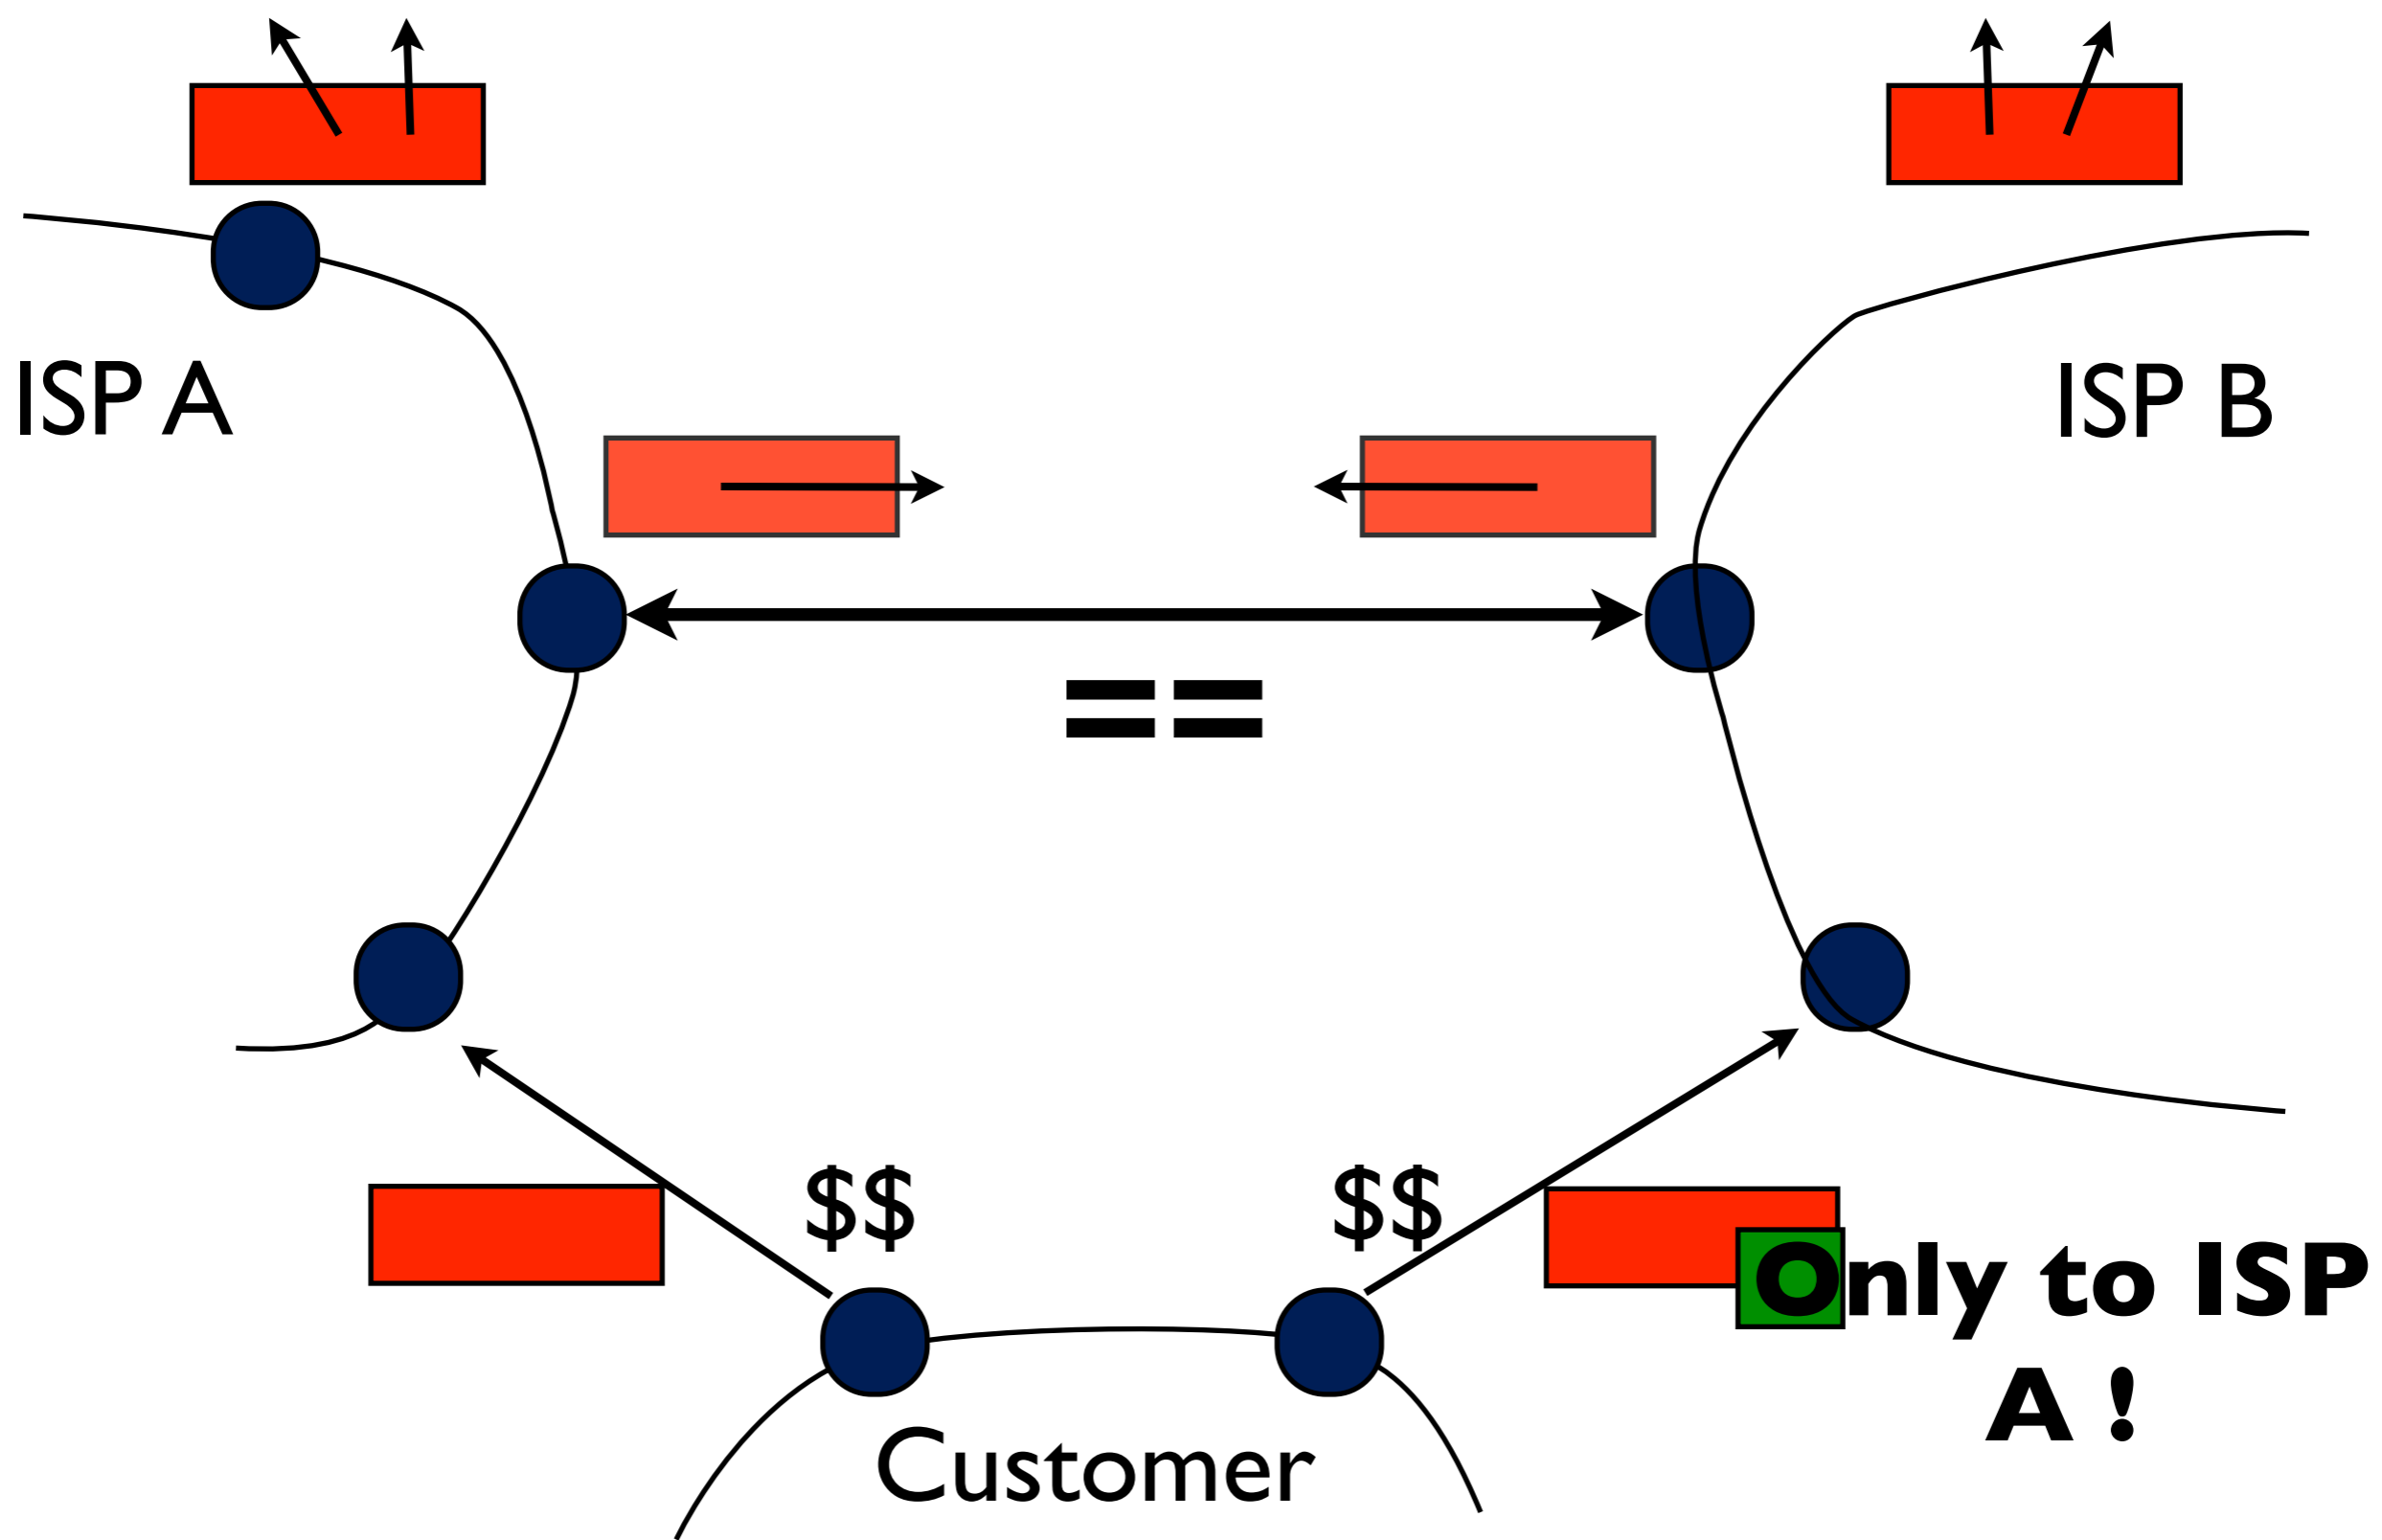 ISP A
ISP B
==
$$
$$
Only to ISP
A !
Customer